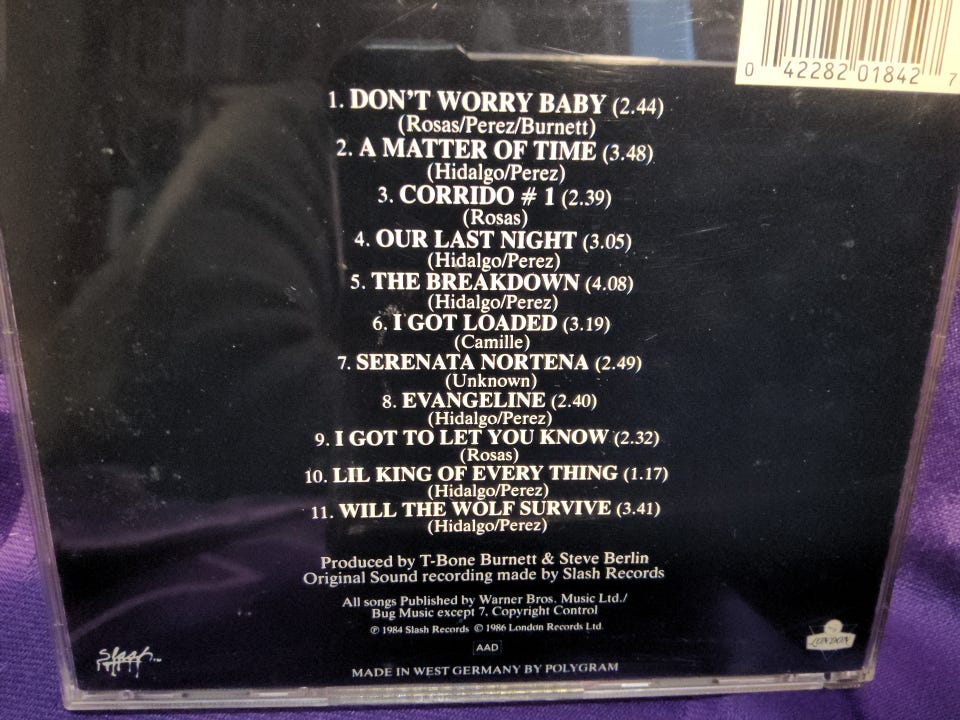 0 42282 01842 7
1. DON'T WORRY BABY (2.44)
(Rosas/Perez/Burnett)
2. A MATTER OF TIME (3.48)
(Hidalgo/Perez)
3. CORRIDO # 1 (2.39)
(Rosas)
4. OUR LAST NIGHT (3.05)
(Hidalgo/Perez)
5. THE BREAKDOWN (4.08)
(Hidalgo/Perez)
6. I GOT LOADED (3.19)
(Camille)
7. SERENATA NORTENA (2.49)
(Unknown)
8. EVANGELINE (2.40)
(Hidalgo/Perez)
9. I GOT TO LET YOU KNOW (2.32)
(Rosas)
10. LIL KING OF EVERY THING (1.17)
(Hidalgo/Perez)
11. WILL THE WOLF SURVIVE (3.41)
(Hidalgo/Perez)
Produced by T-Bone Burnett & Steve Berlin
Original Sound recording made by Slash Records
All songs Published by Warner Bros. Music Ltd./
Bug Music except 7. Copyright Control
℗ 1984 Slash Records © 1986 London Records Ltd.
AAD
Slash
LONDON
MADE IN WEST GERMANY BY POLYGRAM